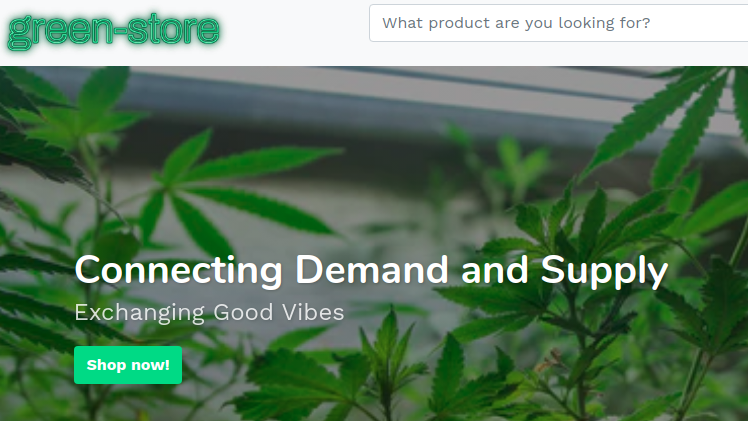 green-store
What product are you looking for?
Connecting Demand and Supply
Exchanging Good Vibes
Shop now!